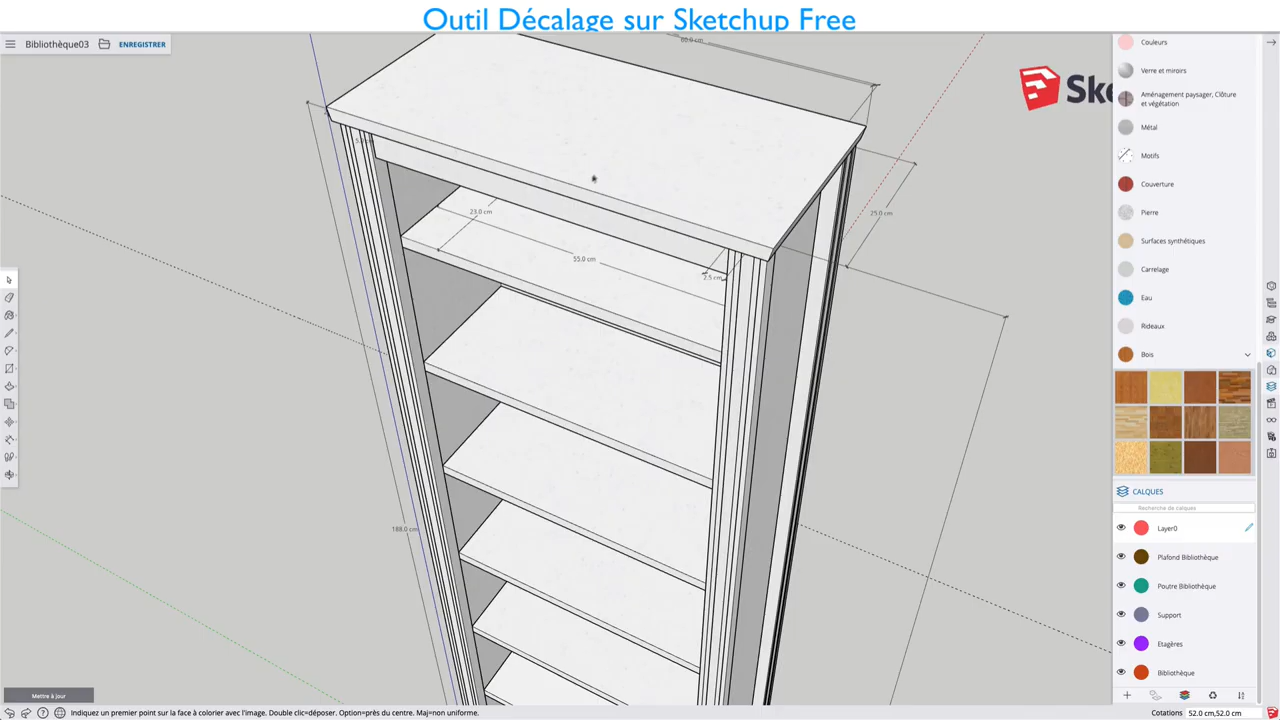 Outil Décalage sur Sketchup Free
Bibliothèque03
ENREGISTRER
Ske
60.0 cm
23.0 cm
55.0 cm
2.5 cm
25.0 cm
188.0 cm
Couleurs
Verre et miroirs
Aménagement paysager, Clôture
et végétation
Métal
Motifs
Couverture
Pierre
Surfaces synthétiques
Carrelage
Eau
Rideaux
Bois
CALQUES
Recherche de calques
Layer0
Plafond Bibliothèque
Poutre Bibliothèque
Support
Etagères
Bibliothèque
Mettre à jour
Indiquez un premier point sur la face à colorier avec l'image. Double clic=déposer. Option=près du centre. Maj=non uniforme.
Cotations 52.0 cm,52.0 cm